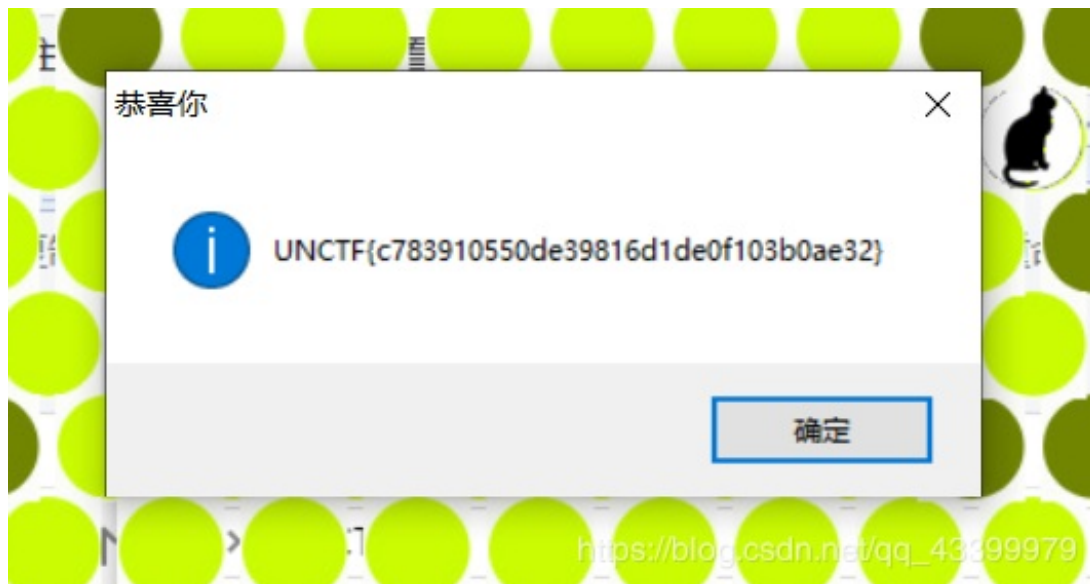 恭喜你
UNCTF{c783910550de39816d1de0f103b0ae32}
确定
https://blog.csdn.net/qq_43399979